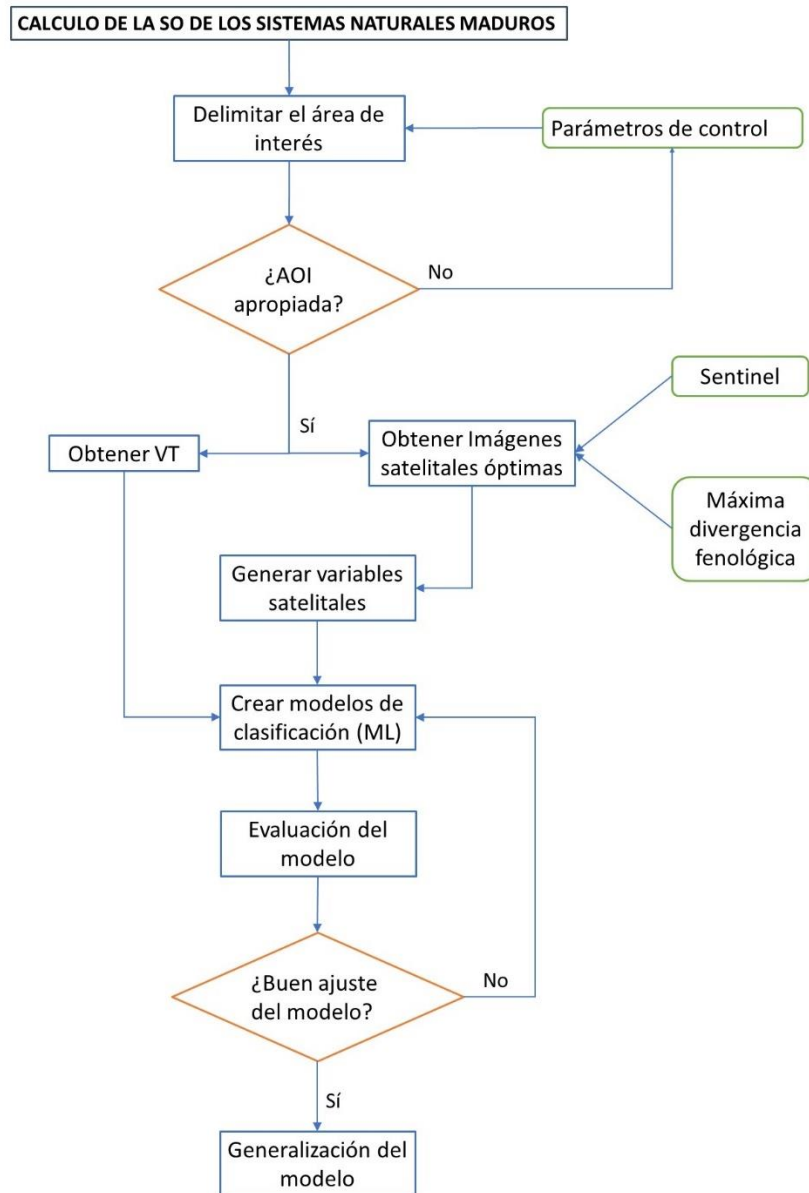 CALCULO DE LA SO DE LOS SISTEMAS NATURALES MADUROS
Delimitar el área de
interés
Parámetros de control
¿AOI
apropiada?
No
Sí
Sentinel
Obtener VT
Obtener Imágenes
satelitales óptimas
Máxima
divergencia
fenológica
Generar variables
satelitales
Crear modelos de
clasificación (ML)
Evaluación del
modelo
¿Buen ajuste
del modelo?
No
Sí
Generalización del
modelo